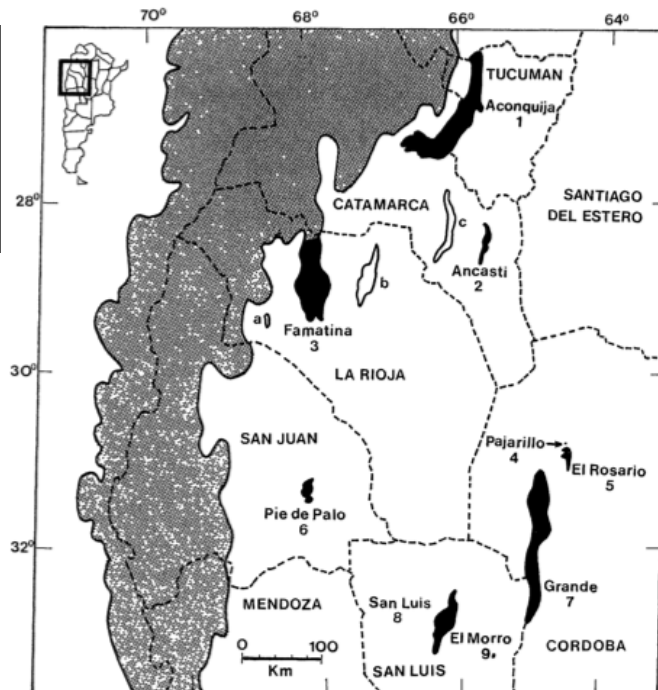 70° 68° 66° 64°
TUCUMAN
Aconquija
1
28°
CATAMARCA
SANTIAGO
DEL ESTERO
c
Ancasti
2
b
a
Famatina
3
30°
LA RIOJA
SAN JUAN
Pajarillo
4
El Rosario
5
Pie de Palo
6
32°
MENDOZA
San Luis
8
Grande
7
El Morro
9
CORDOBA
0 100
Km
SAN LUIS